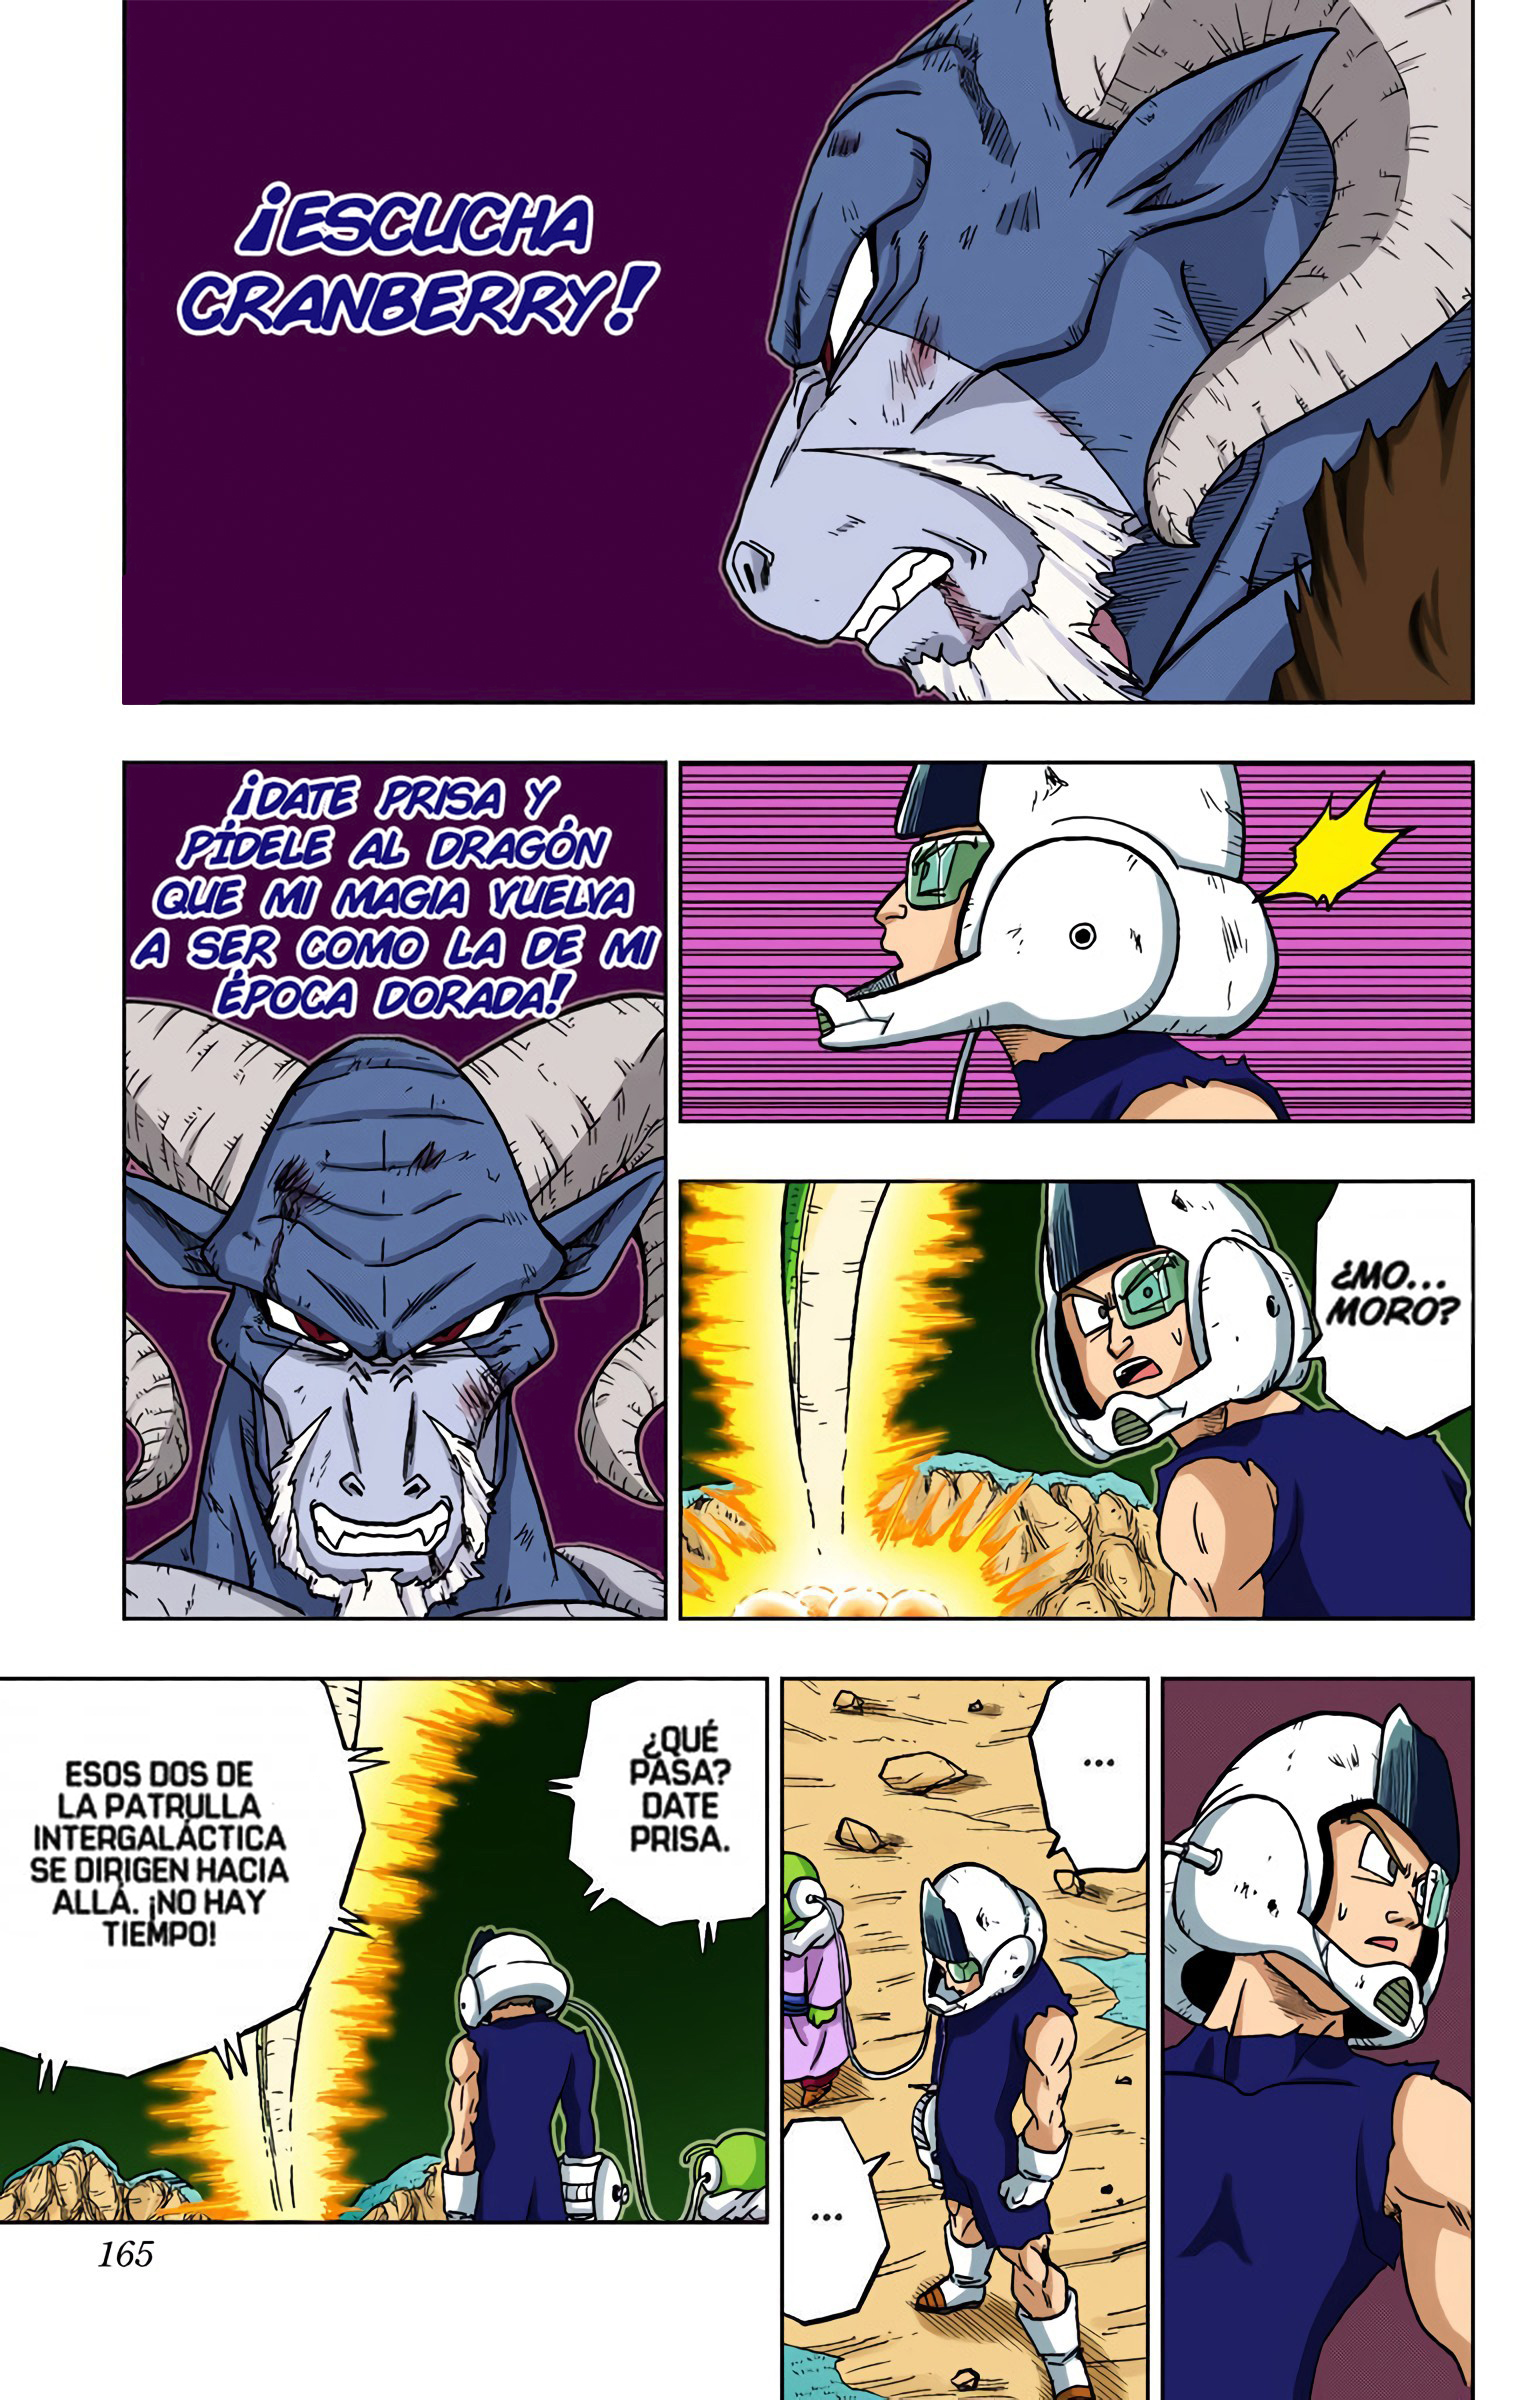 ¡ESCUCHA
CRANBERRY!
¡DATE PRISA Y
PÍDELE AL DRAGÓN
QUE MI MAGIA VUELVA
A SER COMO LA DE MI
ÉPOCA DORADA!
¿MO...
MORO?
...
...
¿QUÉ
PASA?
DATE
PRISA.
ESOS DOS DE
LA PATRULLA
INTERGALÁCTICA
SE DIRIGEN HACIA
ALLÁ. ¡NO HAY
TIEMPO!
165